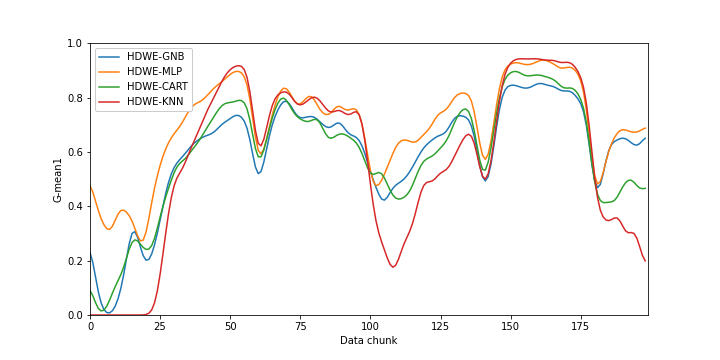 HDWE-GNB
HDWE-MLP
HDWE-CART
HDWE-KNN
G-mean1
1.0
0.8
0.6
0.4
0.2
0.0
0 25 50 75 100 125 150 175
Data chunk